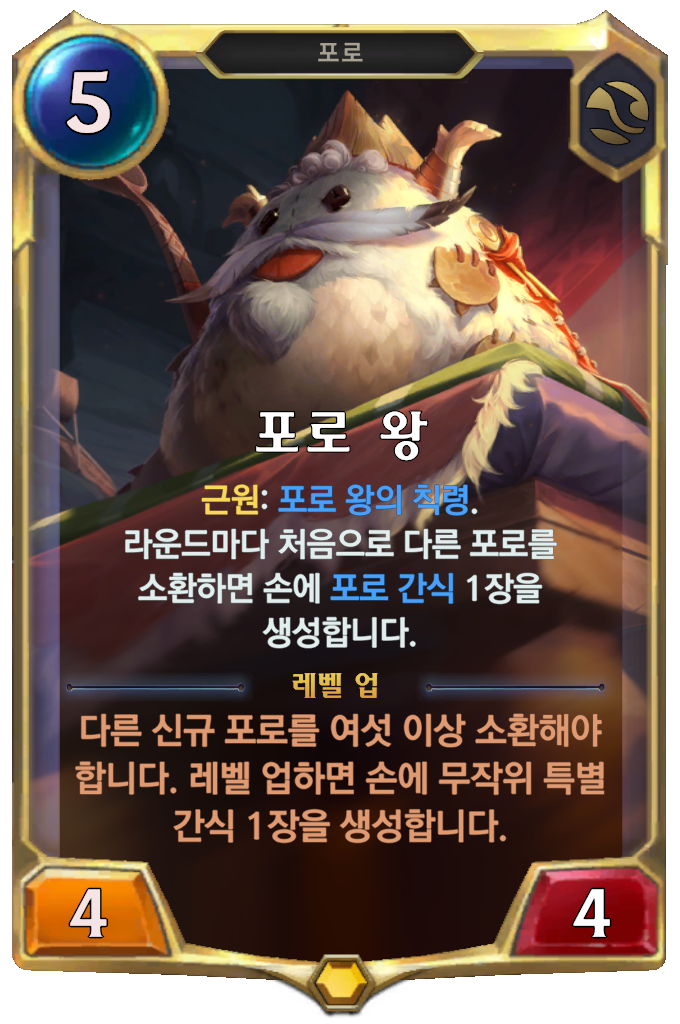 포로
5
포로 왕
근원: 포로 왕의 칙령.
라운드마다 처음으로 다른 포로를
소환하면 손에 포로 간식 1장을
생성합니다.
레벨 업
다른 신규 포로를 여섯 이상 소환해야
합니다. 레벨 업하면 손에 무작위 특별
간식 1장을 생성합니다.
4
4